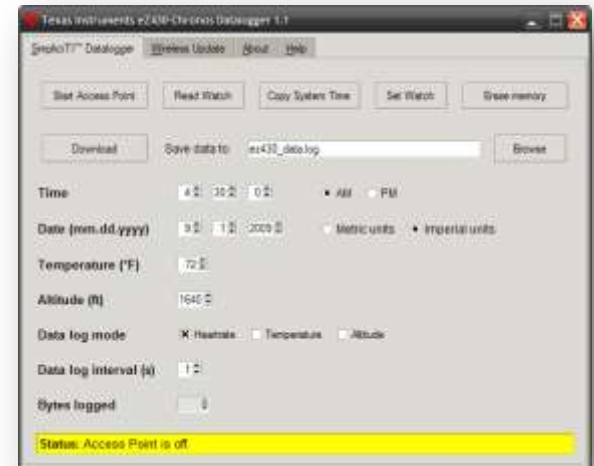 Texas Instruments eZ430-Chronos Datalogger 1.1
SimpliciTI™ Datalogger Wireless Update About Help
Start Access Point Read Watch Copy System Time Set Watch Erase memory
Download Save data to: ez430_data.log Browse
Time 4 30 0 AM PM
Date (mm.dd.yyyy) 9 1 2009 Metric units Imperial units
Temperature (°F) 72
Altitude (ft) 1640
Data log mode Heartrate Temperature Altitude
Data log interval (s) 1
Bytes logged 0
Status: Access Point is off.